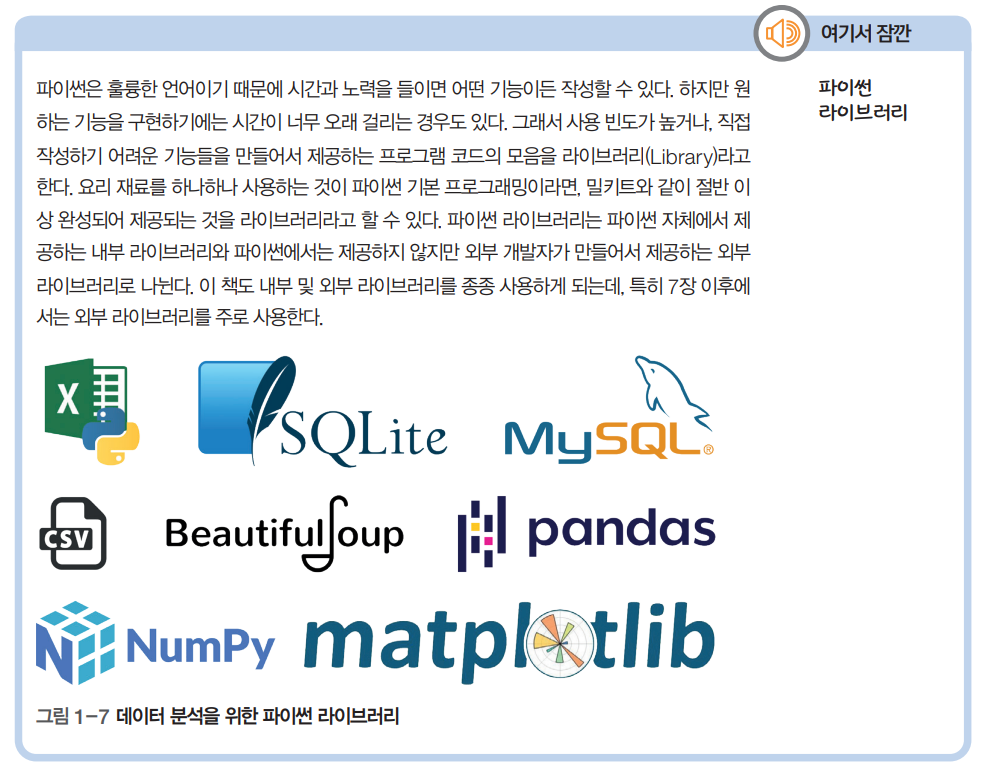 여기서 잠깐
파이썬
라이브러리
파이썬은 훌륭한 언어이기 때문에 시간과 노력을 들이면 어떤 기능이든 작성할 수 있다. 하지만 원
하는 기능을 구현하기에는 시간이 너무 오래 걸리는 경우도 있다. 그래서 사용 빈도가 높거나, 직접
작성하기 어려운 기능들을 만들어서 제공하는 프로그램 코드의 모음을 라이브러리(Library)라고
한다. 요리 재료를 하나하나 사용하는 것이 파이썬 기본 프로그래밍이라면, 밀키트와 같이 절반 이
상 완성되어 제공되는 것을 라이브러리라고 할 수 있다. 파이썬 라이브러리는 파이썬 자체에서 제
공하는 내부 라이브러리와 파이썬에서는 제공하지 않지만 외부 개발자가 만들어서 제공하는 외부
라이브러리로 나뉜다. 이 책도 내부 및 외부 라이브러리를 종종 사용하게 되는데, 특히 7장 이후에
서는 외부 라이브러리를 주로 사용한다.
X
SQLite
MySQL®
CSV
BeautifulSoup
pandas
N NumPy
matplotlib
그림 1-7 데이터 분석을 위한 파이썬 라이브러리